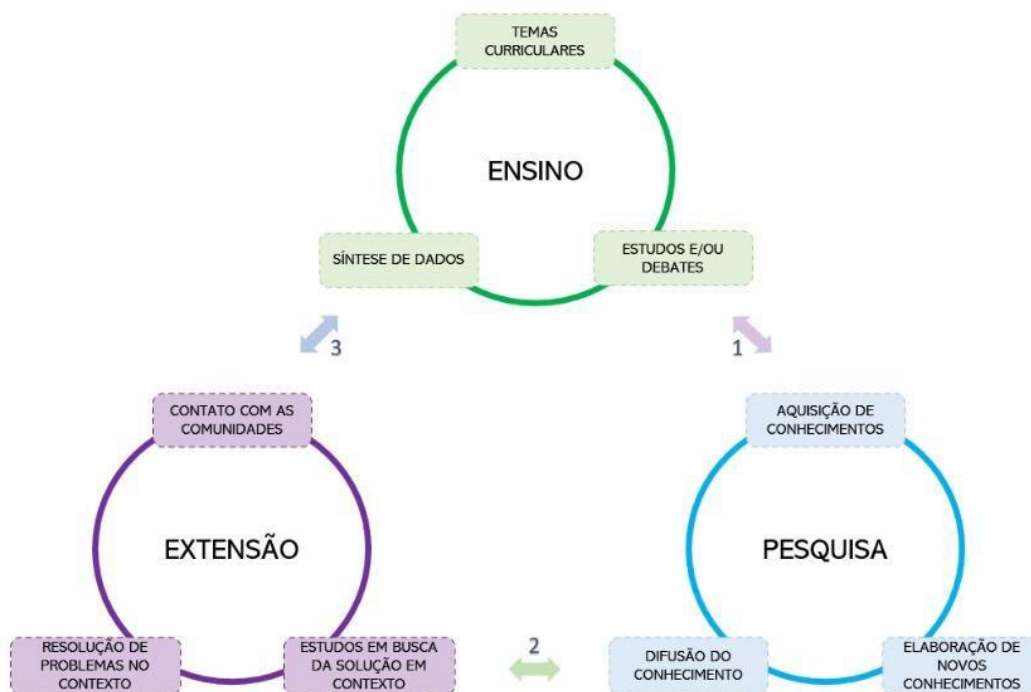 TEMAS
CURRICULARES
ENSINO
SÍNTESE DE DADOS
ESTUDOS E/OU
DEBATES
3
1
CONTATO COM AS
COMUNIDADES
AQUISIÇÃO DE
CONHECIMENTOS
EXTENSÃO
PESQUISA
RESOLUÇÃO DE
PROBLEMAS NO
CONTEXTO
ESTUDOS EM BUSCA
DA SOLUÇÃO EM
CONTEXTO
2
DIFUSÃO DO
CONHECIMENTO
ELABORAÇÃO DE
NOVOS
CONHECIMENTOS